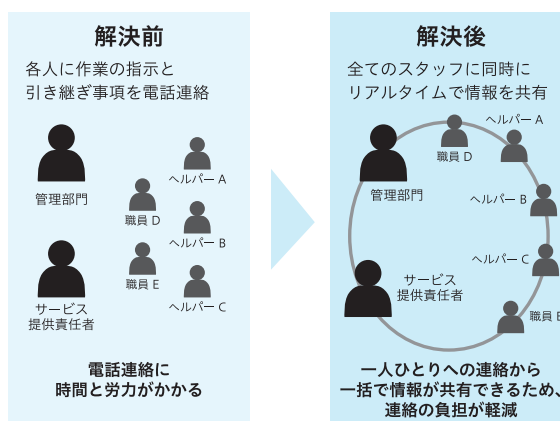 解決前
各人に作業の指示と
引き継ぎ事項を電話連絡
管理部門
ヘルパー A
職員 D
ヘルパー B
職員 E
サービス
提供責任者
ヘルパー C
電話連絡に
時間と労力がかかる
解決後
全てのスタッフに同時に
リアルタイムで情報を共有
ヘルパー A
職員 D
管理部門
ヘルパー B
ヘルパー C
サービス
提供責任者
職員 E
一人ひとりへの連絡から
一括で情報が共有できるため、
連絡の負担が軽減